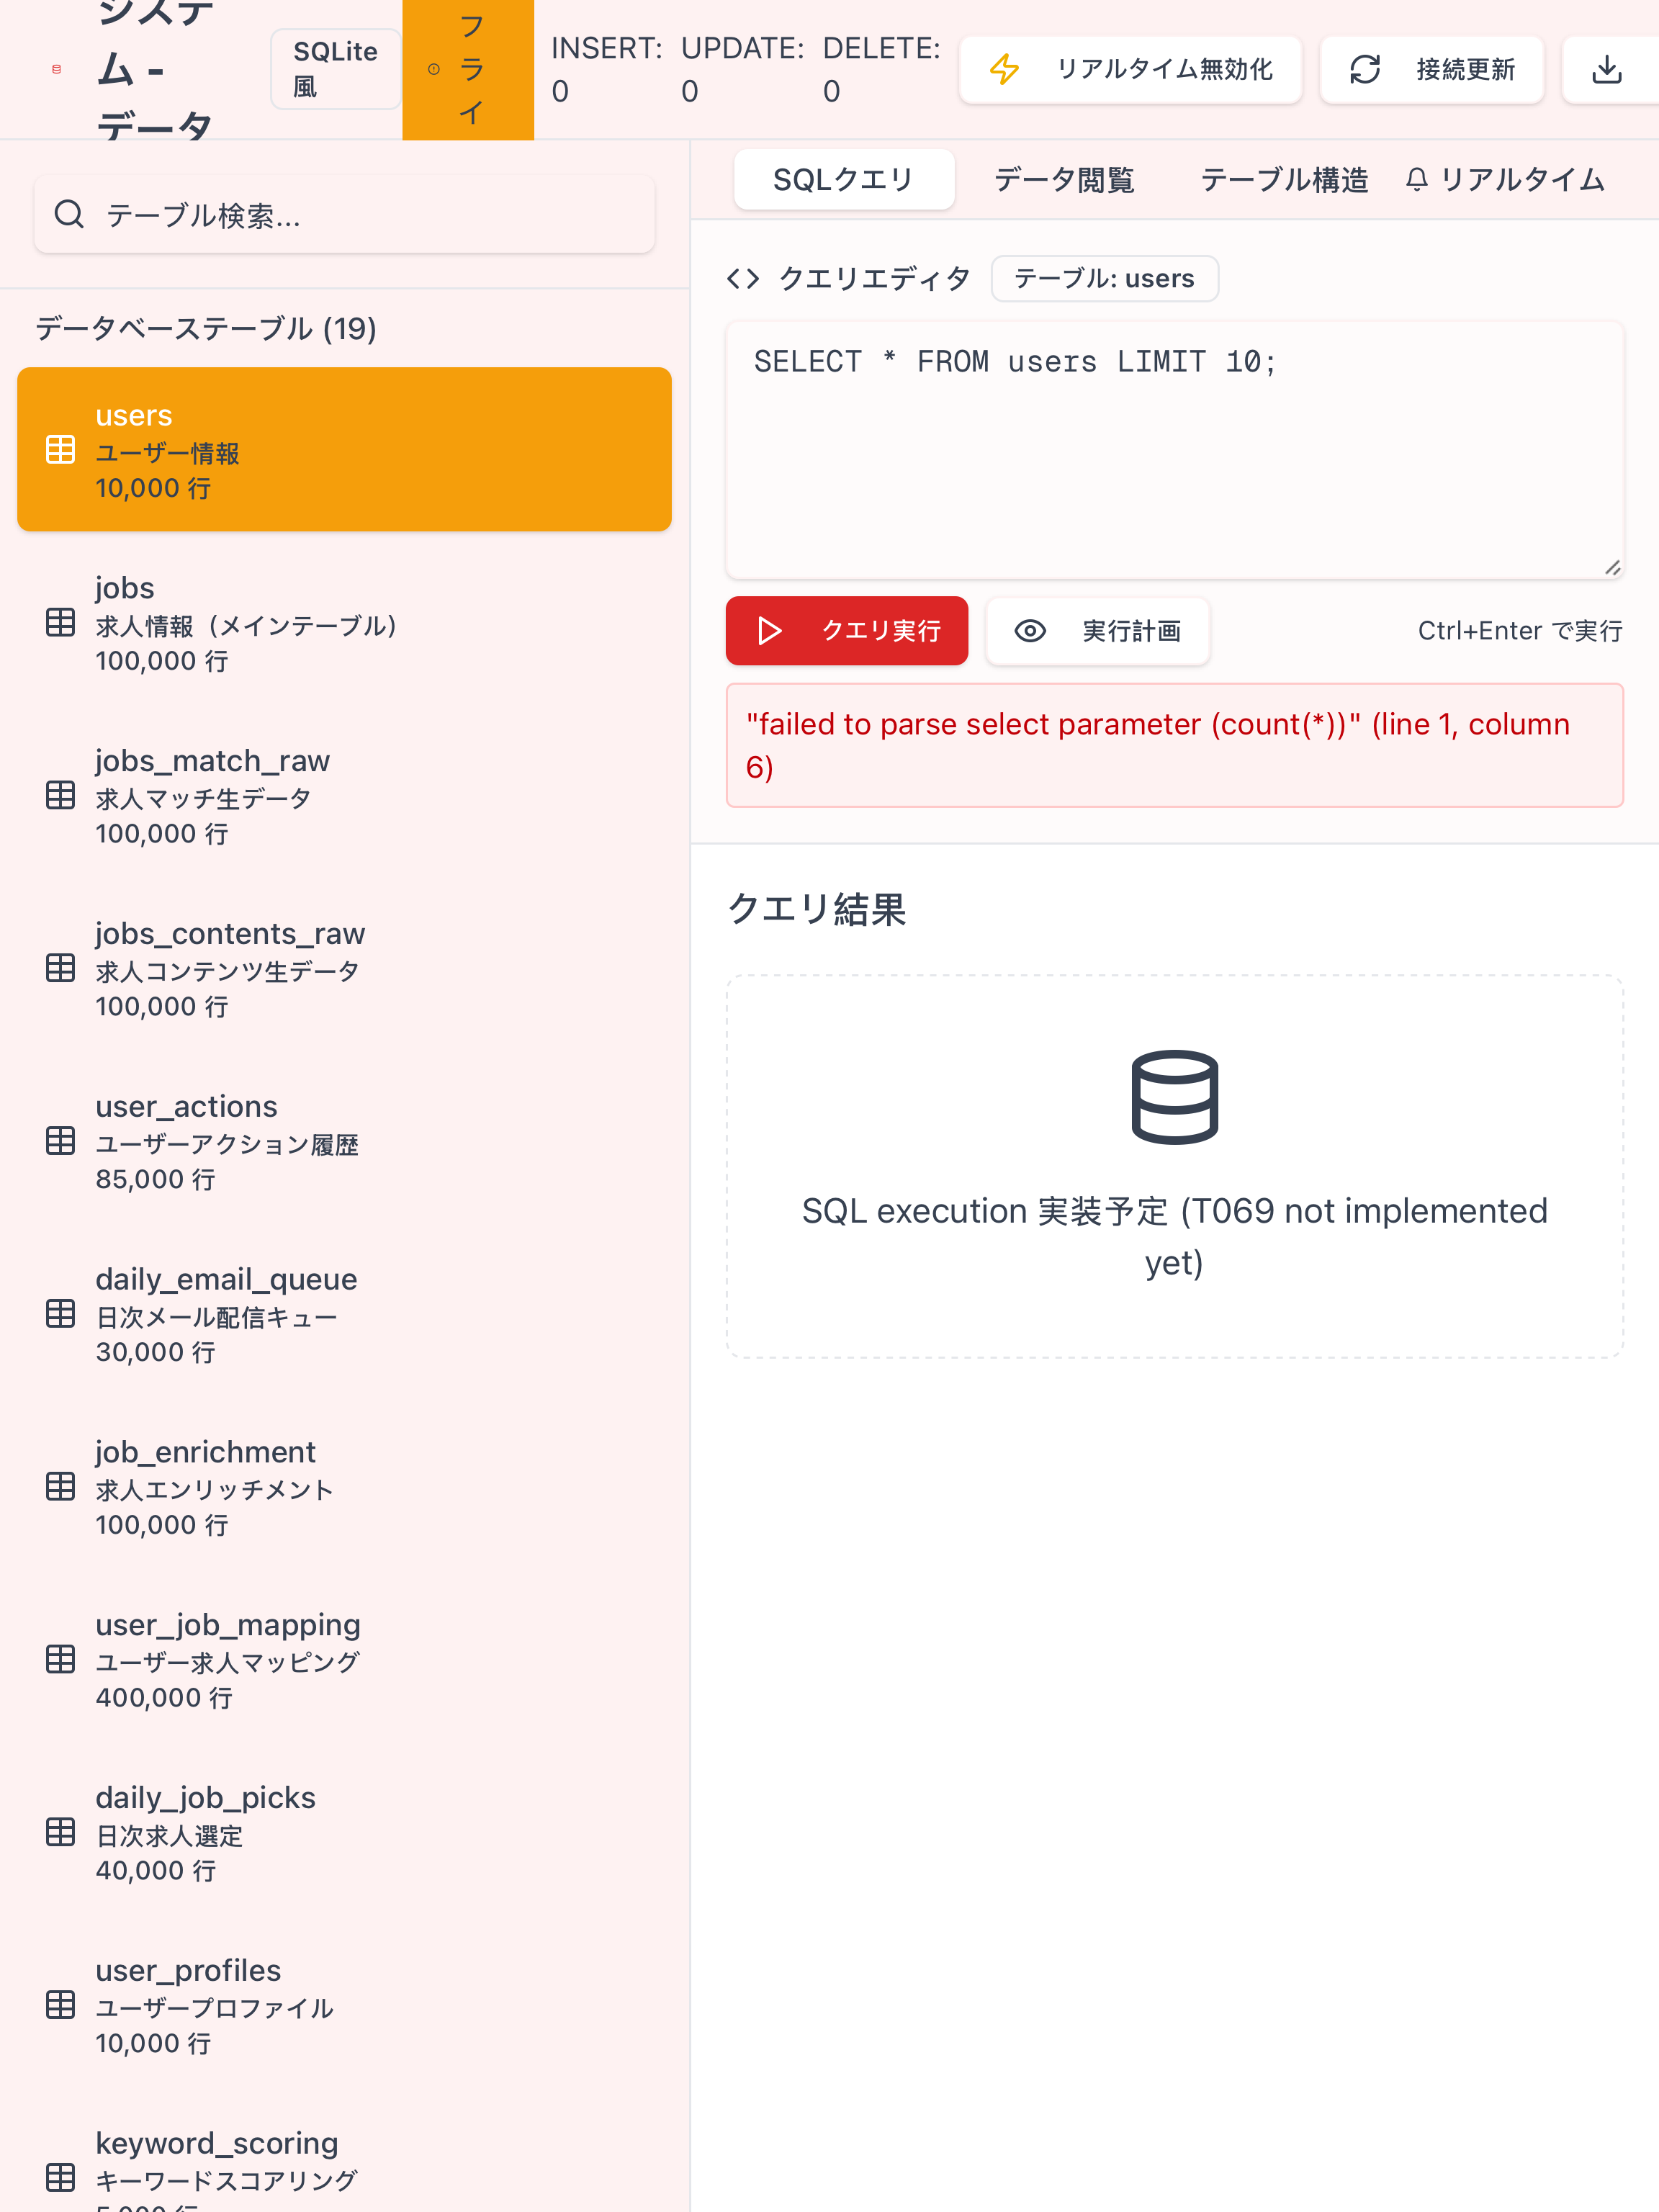 システ
ム -
データ
SQLite
風
フ
ラ
イ
INSERT:
0
UPDATE:
0
DELETE:
0
リアルタイム無効化
接続更新
テーブル検索...
データベーステーブル (19)
users
ユーザー情報
10,000 行
jobs
求人情報（メインテーブル）
100,000 行
jobs_match_raw
求人マッチ生データ
100,000 行
jobs_contents_raw
求人コンテンツ生データ
100,000 行
user_actions
ユーザーアクション履歴
85,000 行
daily_email_queue
日次メール配信キュー
30,000 行
job_enrichment
求人エンリッチメント
100,000 行
user_job_mapping
ユーザー求人マッピング
400,000 行
daily_job_picks
日次求人選定
40,000 行
user_profiles
ユーザープロファイル
10,000 行
keyword_scoring
キーワードスコアリング
5,000 行
SQLクエリ
データ閲覧
テーブル構造
リアルタイム
クエリエディタ
テーブル: users
SELECT * FROM users LIMIT 10;
クエリ実行
実行計画
Ctrl+Enter で実行
"failed to parse select parameter (count(*))" (line 1, column
6)
クエリ結果
SQL execution 実装予定 (T069 not implemented
yet)